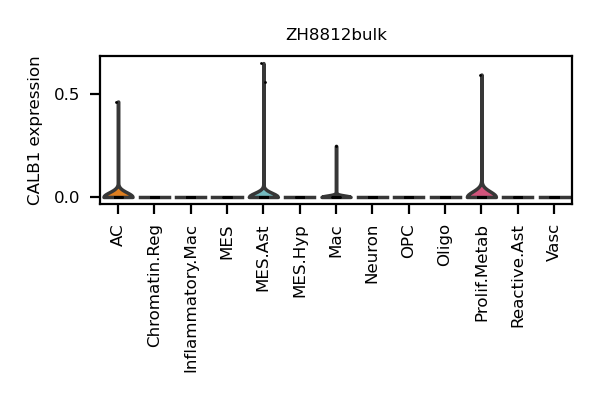 ZH8812bulk
CALB1 expression
0.5
0.0
AC
Chromatin.Reg
Inflammatory.Mac
MES
MES.Ast
MES.Hyp
Mac
Neuron
OPC
Oligo
Prolif.Metab
Reactive.Ast
Vasc